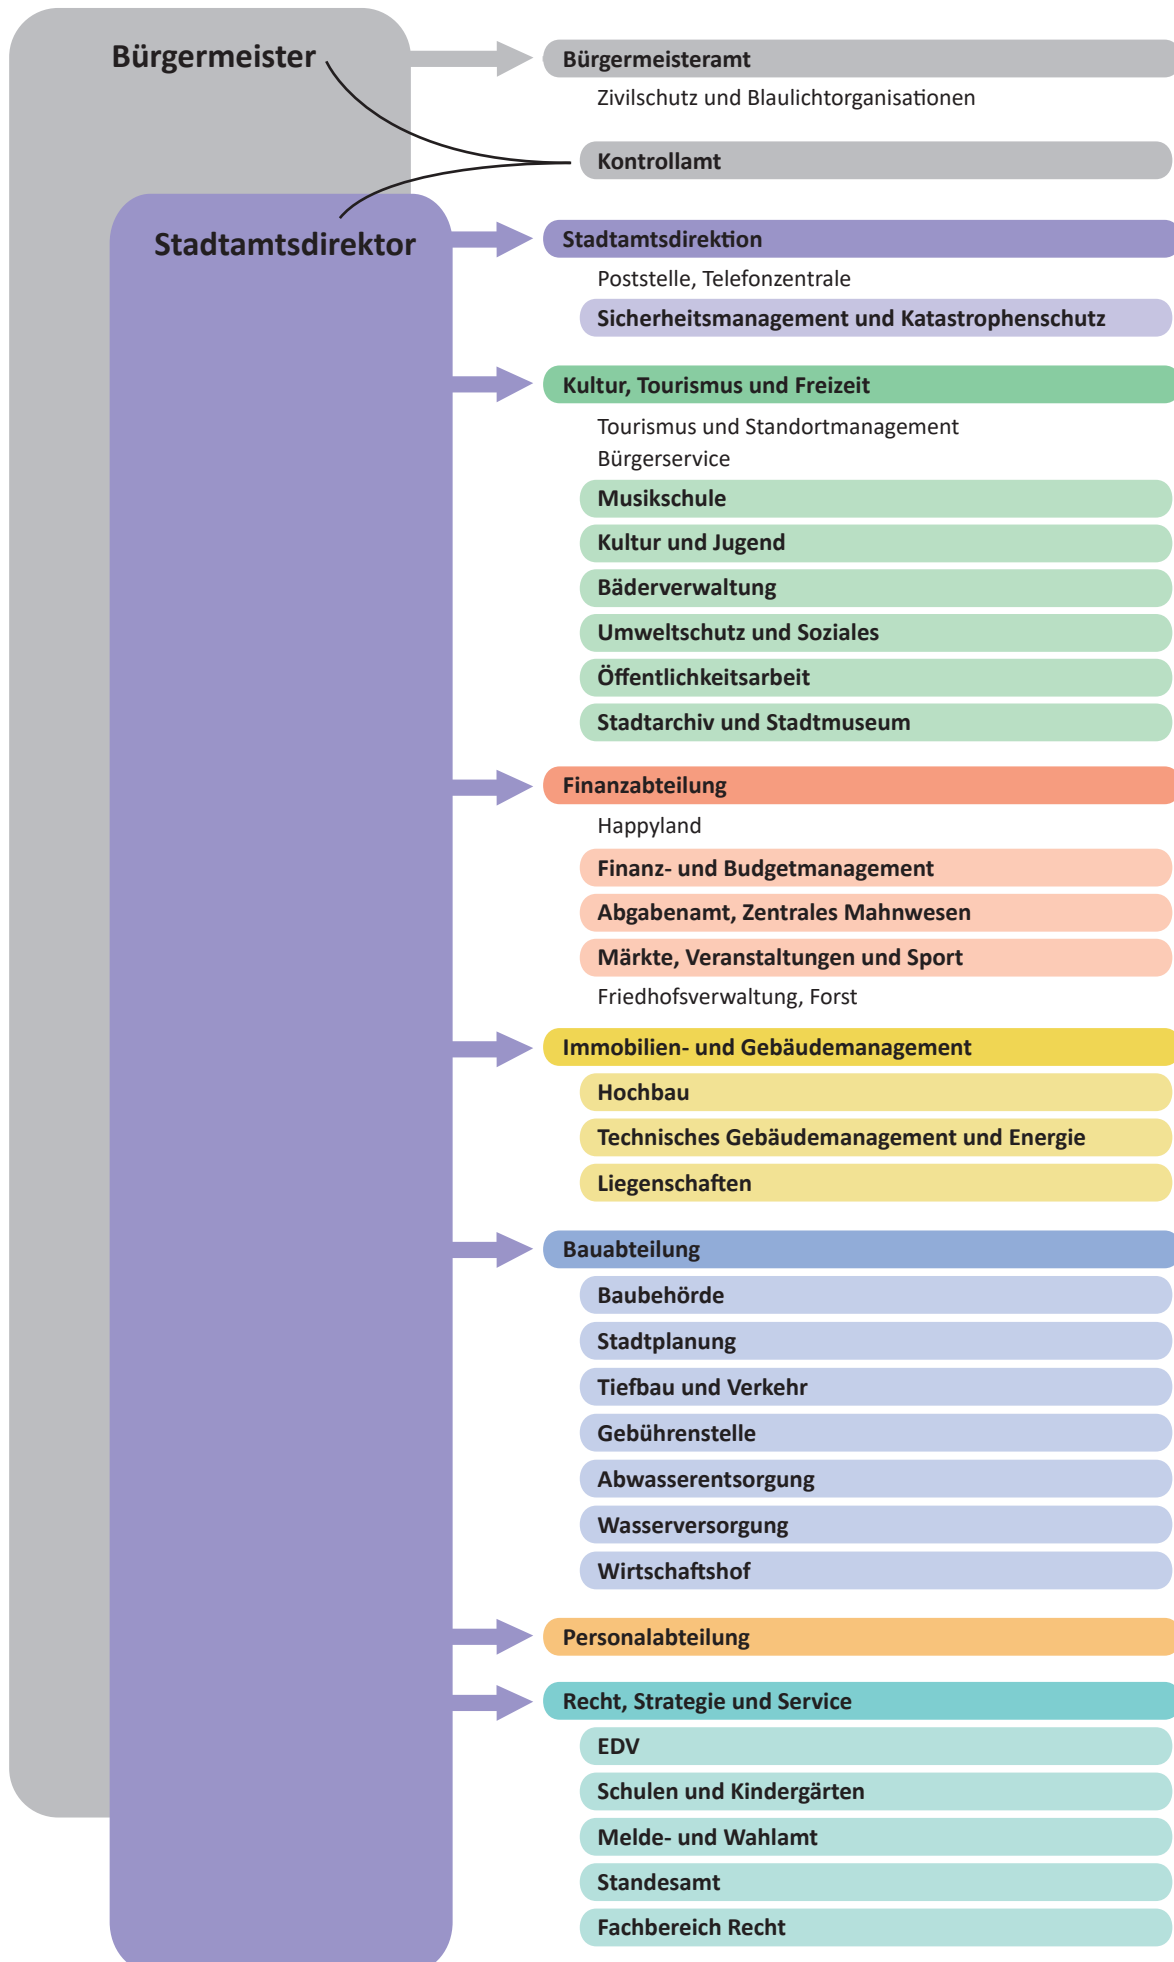 Bürgermeister
Bürgermeisteramt
Zivilschutz und Blaulichtorganisationen
Kontrollamt
Stadtamtsdirektor
Stadtamtsdirektion
Poststelle, Telefonzentrale
Sicherheitsmanagement und Katastrophenschutz
Kultur, Tourismus und Freizeit
Tourismus und Standortmanagement
Bürgerservice
Musikschule
Kultur und Jugend
Bäderverwaltung
Umweltschutz und Soziales
Öffentlichkeitsarbeit
Stadtarchiv und Stadtmuseum
Finanzabteilung
Happyland
Finanz- und Budgetmanagement
Abgabenamt, Zentrales Mahnwesen
Märkte, Veranstaltungen und Sport
Friedhofsverwaltung, Forst
Immobilien- und Gebäudemanagement
Hochbau
Technisches Gebäudemanagement und Energie
Liegenschaften
Bauabteilung
Baubehörde
Stadtplanung
Tiefbau und Verkehr
Gebührenstelle
Abwasserentsorgung
Wasserversorgung
Wirtschaftshof
Personalabteilung
Recht, Strategie und Service
EDV
Schulen und Kindergärten
Melde- und Wahlamt
Standesamt
Fachbereich Recht